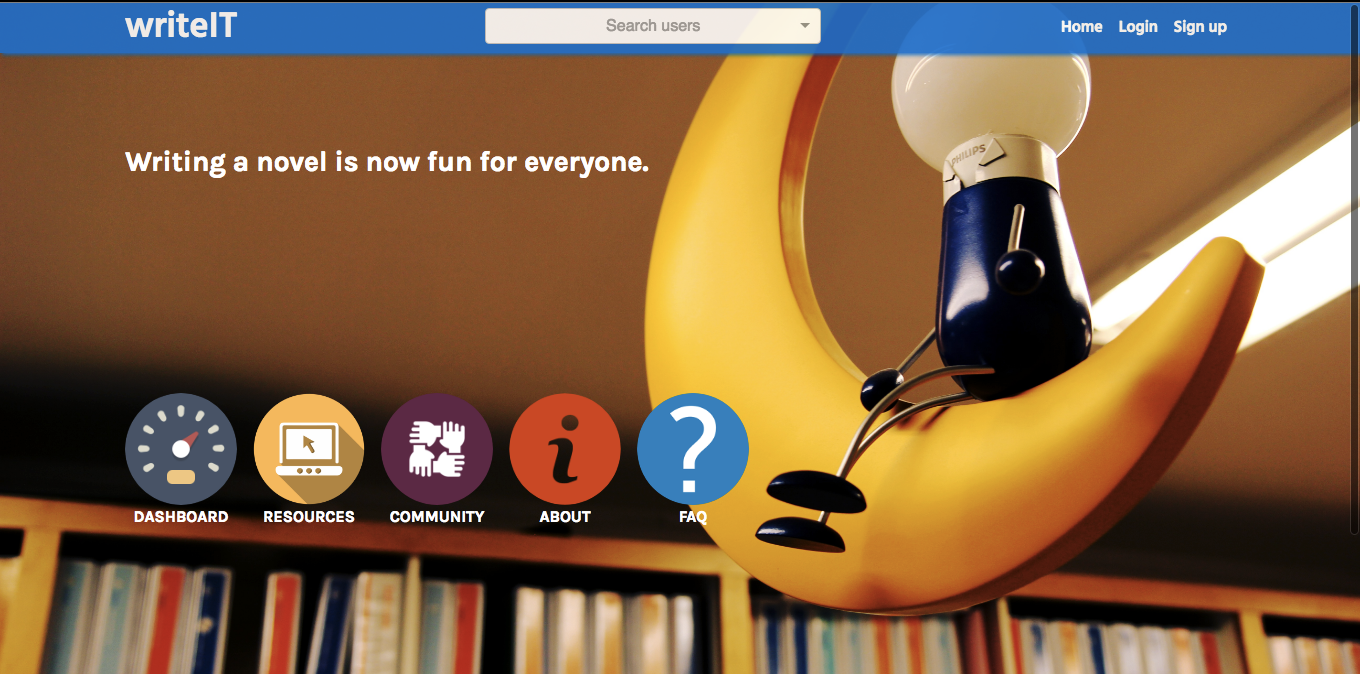 writeIT
Search users
Home Login Sign up
PHILIPS
Writing a novel is now fun for everyone.
DASHBOARD RESOURCES COMMUNITY ABOUT FAQ